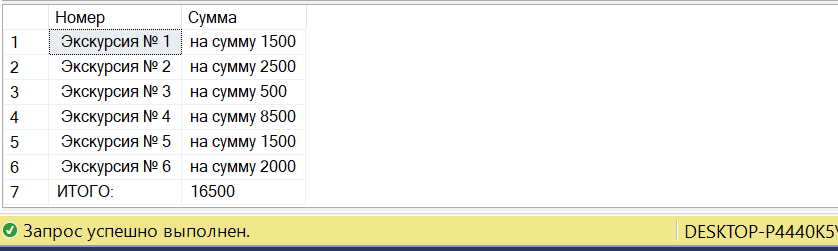 Номер Сумма
1 Экскурсия № 1 на сумму 1500
2 Экскурсия № 2 на сумму 2500
3 Экскурсия № 3 на сумму 500
4 Экскурсия № 4 на сумму 8500
5 Экскурсия № 5 на сумму 1500
6 Экскурсия № 6 на сумму 2000
7 ИТОГО: 16500
Запрос успешно выполнен. DESKTOP-P4440K5V